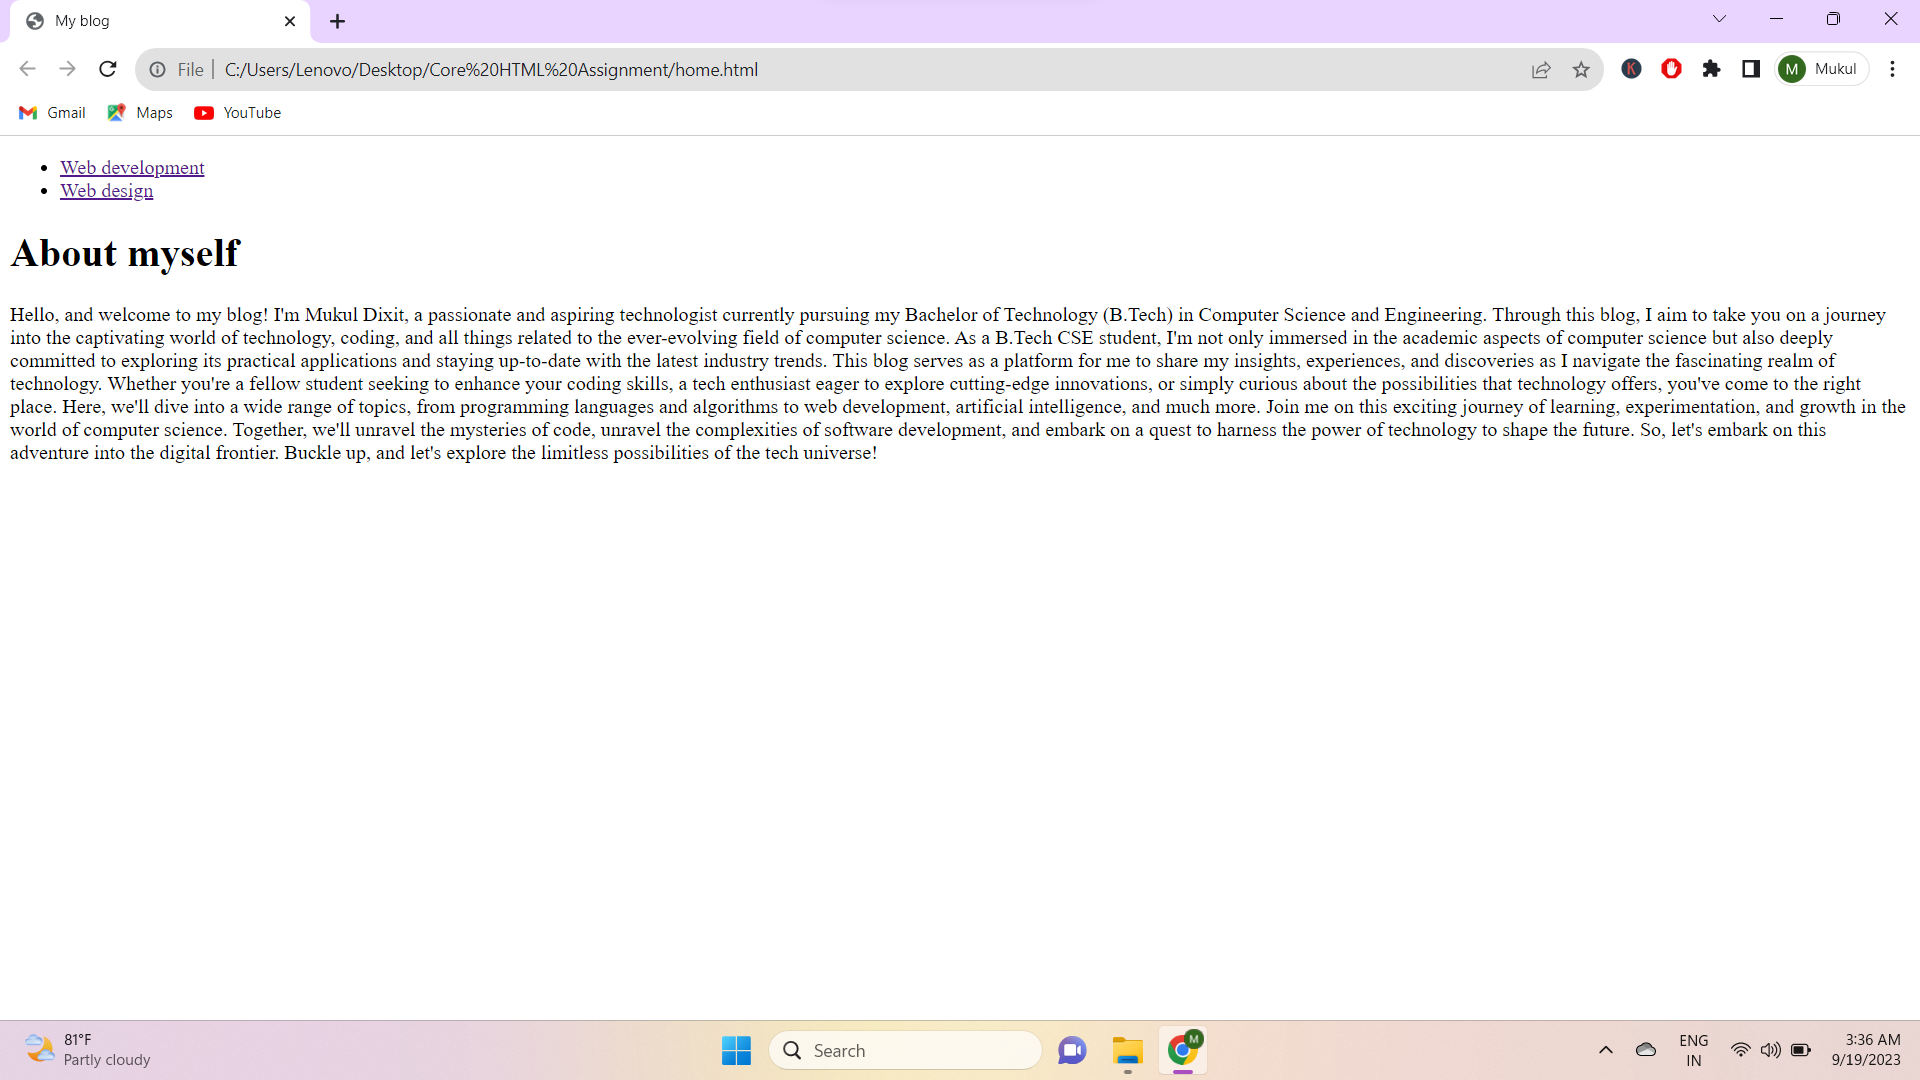 My blog
File | C:/Users/Lenovo/Desktop/Core%20HTML%20Assignment/home.html
K
M Mukul
Gmail Maps YouTube
Web development
Web design
About myself
Hello, and welcome to my blog! I'm Mukul Dixit, a passionate and aspiring technologist currently pursuing my Bachelor of Technology (B.Tech) in Computer Science and Engineering. Through this blog, I aim to take you on a journey
into the captivating world of technology, coding, and all things related to the ever-evolving field of computer science. As a B.Tech CSE student, I'm not only immersed in the academic aspects of computer science but also deeply
committed to exploring its practical applications and staying up-to-date with the latest industry trends. This blog serves as a platform for me to share my insights, experiences, and discoveries as I navigate the fascinating realm of
technology. Whether you're a fellow student seeking to enhance your coding skills, a tech enthusiast eager to explore cutting-edge innovations, or simply curious about the possibilities that technology offers, you've come to the right
place. Here, we'll dive into a wide range of topics, from programming languages and algorithms to web development, artificial intelligence, and much more. Join me on this exciting journey of learning, experimentation, and growth in the
world of computer science. Together, we'll unravel the mysteries of code, unravel the complexities of software development, and embark on a quest to harness the power of technology to shape the future. So, let's embark on this
adventure into the digital frontier. Buckle up, and let's explore the limitless possibilities of the tech universe!
81°F
Partly cloudy
Search
M
ENG
IN
3:36 AM
9/19/2023